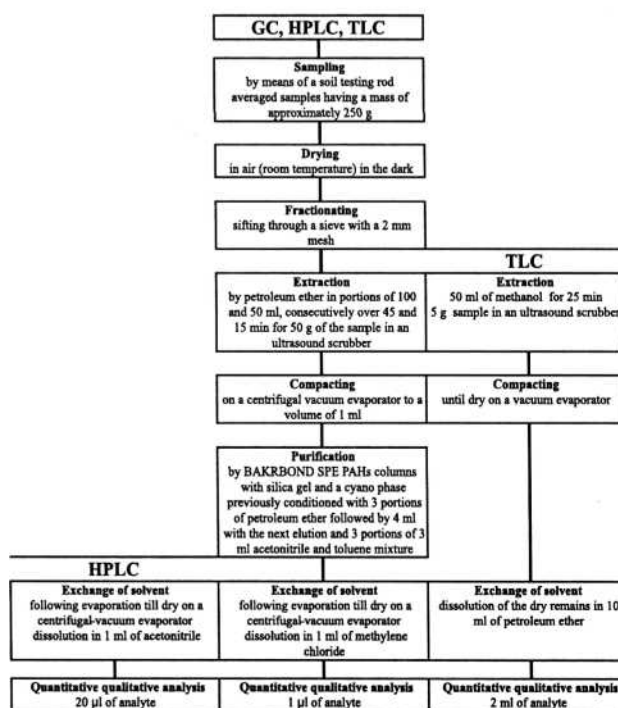 GC, HPLC, TLC
Sampling
by means of a soil testing rod
averaged samples having a mass of
approximately 250 g
Drying
in air (room temperature) in the dark
Fractionating
sifting through a sieve with a 2 mm
mesh
TLC
Extraction
by petroleum ether in portions of 100
and 50 ml, consecutively over 45 and
15 min for 50 g of the sample in an
ultrasound scrubber
Extraction
50 ml of methanol for 25 min
5 g sample in an ultrasound scrubber
Compacting
on a centrifugal vacuum evaporator to a
volume of 1 ml
Compacting
until dry on a vacuum evaporator
Purification
by BAKRBOND SPE PAHs columns
with silica gel and a cyano phase
previously conditioned with 3 portions
of petroleum ether followed by 4 ml
with the next elution and 3 portions of 3
ml acetonitrile and toluene mixture
HPLC
Exchange of solvent
following evaporation till dry on a
centrifugal-vacuum evaporator
dissolution in 1 ml of acetonitrile
Exchange of solvent
following evaporation till dry on a
centrifugal-vacuum evaporator
dissolution in 1 ml of methylene
chloride
Exchange of solvent
dissolution of the dry remains in 10
ml of petroleum ether
Quantitative qualitative analysis
20 µl of analyte
Quantitative qualitative analysis
1 µl of analyte
Quantitative qualitative analysis
2 ml of analyte